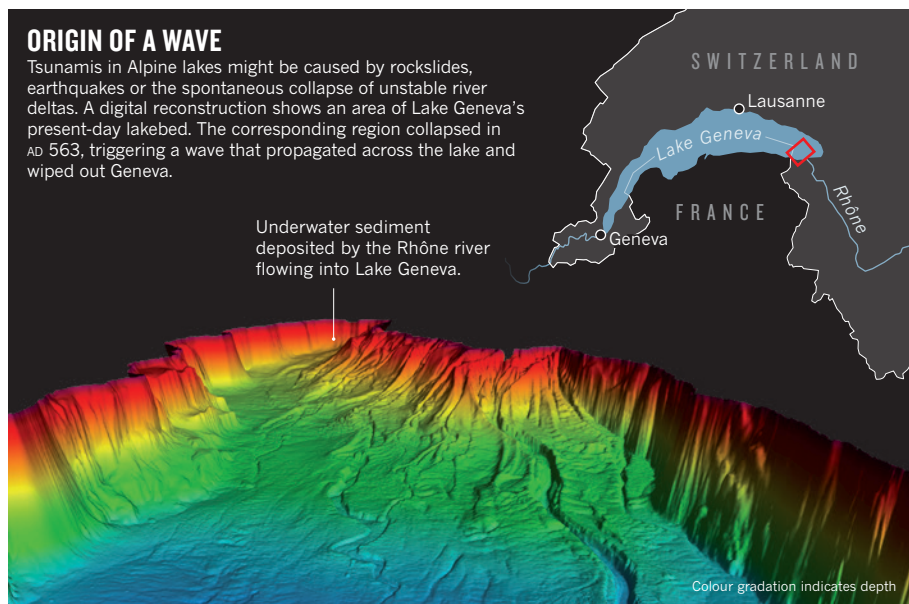 ORIGIN OF A WAVE
Tsunamis in Alpine lakes might be caused by rockslides,
earthquakes or the spontaneous collapse of unstable river
deltas. A digital reconstruction shows an area of Lake Geneva's
present-day lakebed. The corresponding region collapsed in
AD 563, triggering a wave that propagated across the lake and
wiped out Geneva.
SWITZERLAND
Lausanne
Lake Geneva
Rhône
FRANCE
Geneva
Underwater sediment
deposited by the Rhône river
flowing into Lake Geneva.
Colour gradation indicates depth